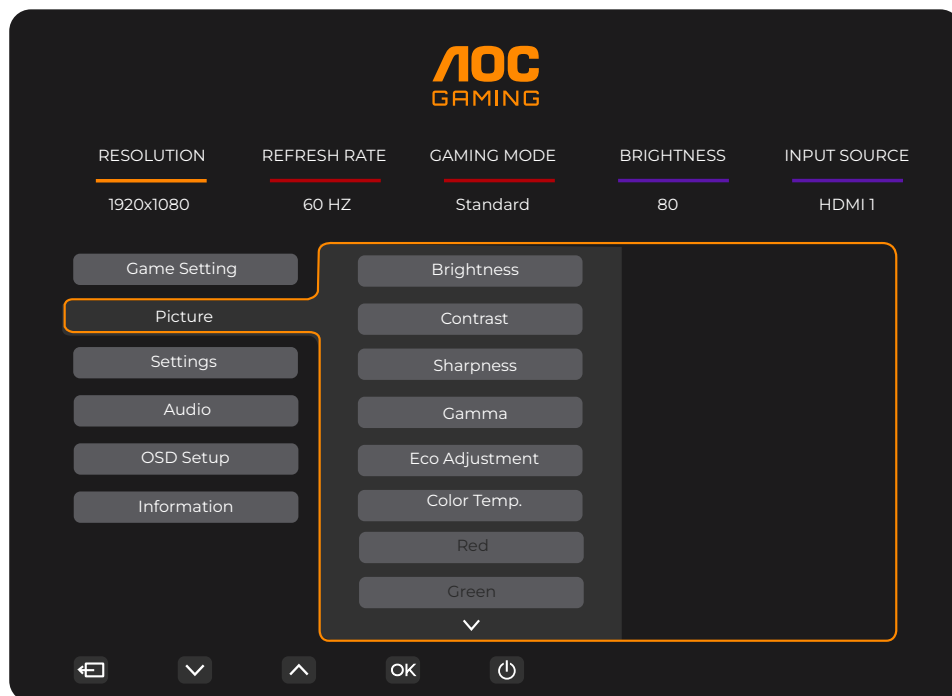 AOC
GAMING
RESOLUTION REFRESH RATE GAMING MODE BRIGHTNESS INPUT SOURCE
1920x1080 60 HZ Standard 80 HDMI 1
Game Setting
Picture
Settings
Audio
OSD Setup
Information
Brightness
Contrast
Sharpness
Gamma
Eco Adjustment
Color Temp.
Red
Green
OK